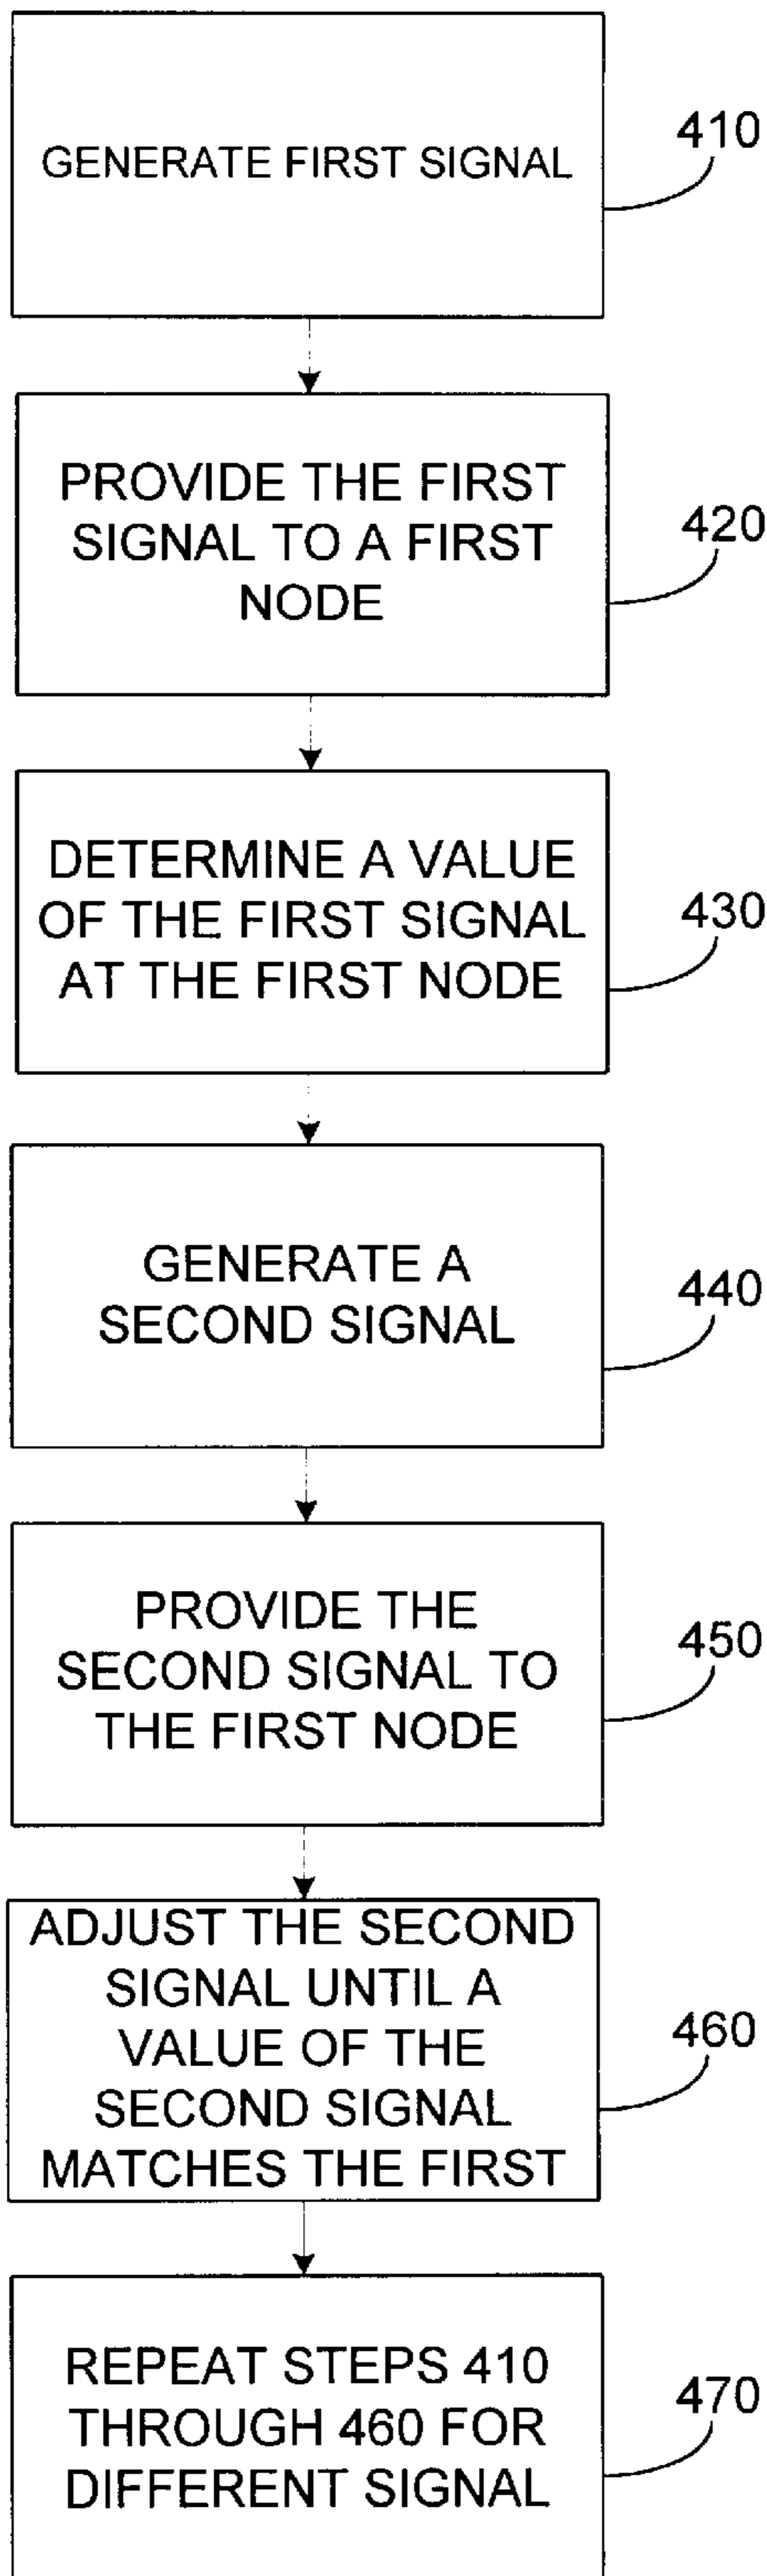 GENERATE FIRST SIGNAL
410
PROVIDE THE FIRST
SIGNAL TO A FIRST
NODE
420
DETERMINE A VALUE
OF THE FIRST SIGNAL
AT THE FIRST NODE
430
GENERATE A
SECOND SIGNAL
440
PROVIDE THE
SECOND SIGNAL TO
THE FIRST NODE
450
ADJUST THE SECOND
SIGNAL UNTIL A
VALUE OF THE
SECOND SIGNAL
MATCHES THE FIRST
460
REPEAT STEPS 410
THROUGH 460 FOR
DIFFERENT SIGNAL
470